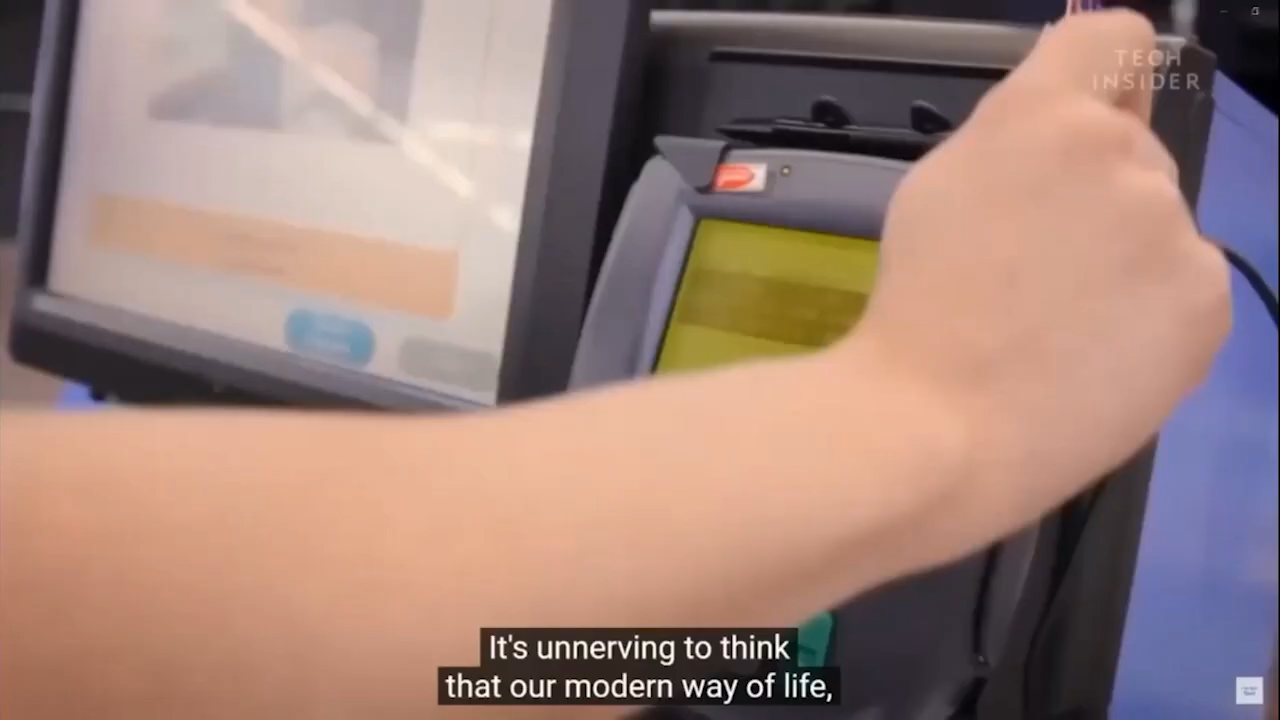 TECH
INSIDER
It's unnerving to think
that our modern way of life,